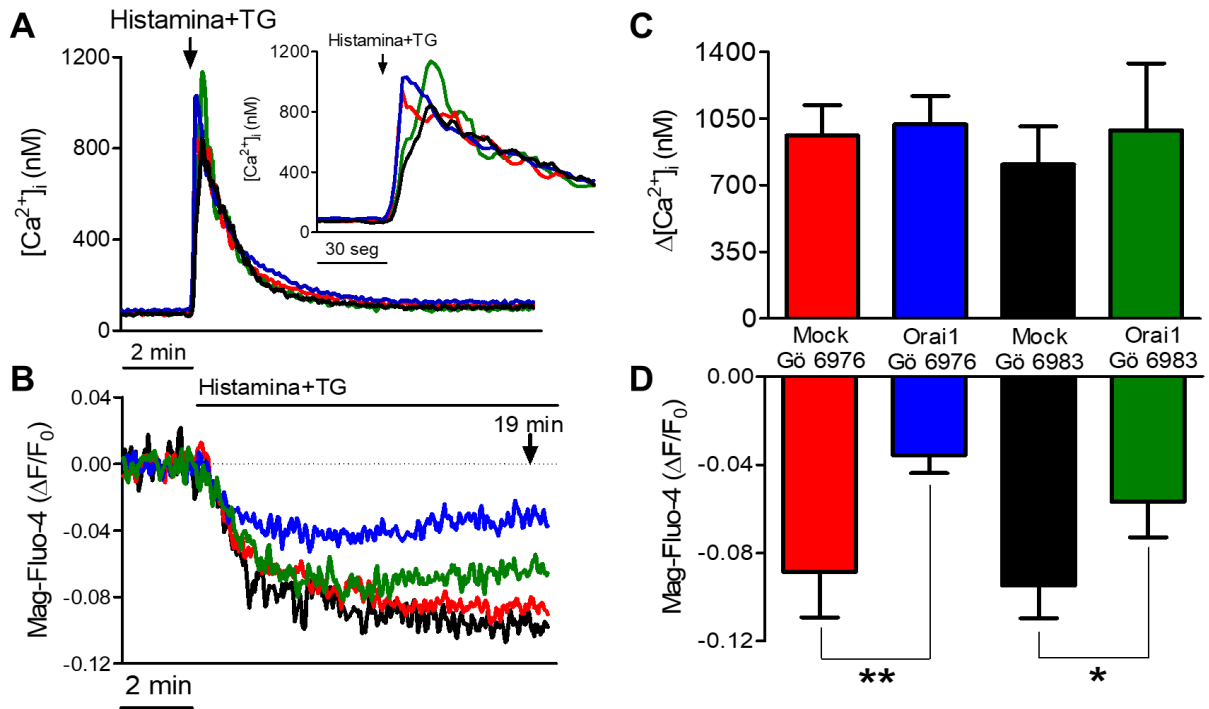 A
Histamina+TG
[Ca²⁺]ᵢ (nM)
1200
800
400
0
2 min
Histamina+TG
[Ca²⁺]ᵢ (nM)
1200
800
400
0
30 seg
B
Histamina+TG
19 min
Mag-Fluo-4 (ΔF/F₀)
0.04
0.00
-0.04
-0.08
-0.12
2 min
C
Δ[Ca²⁺]ᵢ (nM)
1400
1050
700
350
0
Mock Orai1 Mock Orai1
Gö 6976 Gö 6976 Gö 6983 Gö 6983
D
Mag-Fluo-4 (ΔF/F₀)
0.00
-0.04
-0.08
-0.12
** *